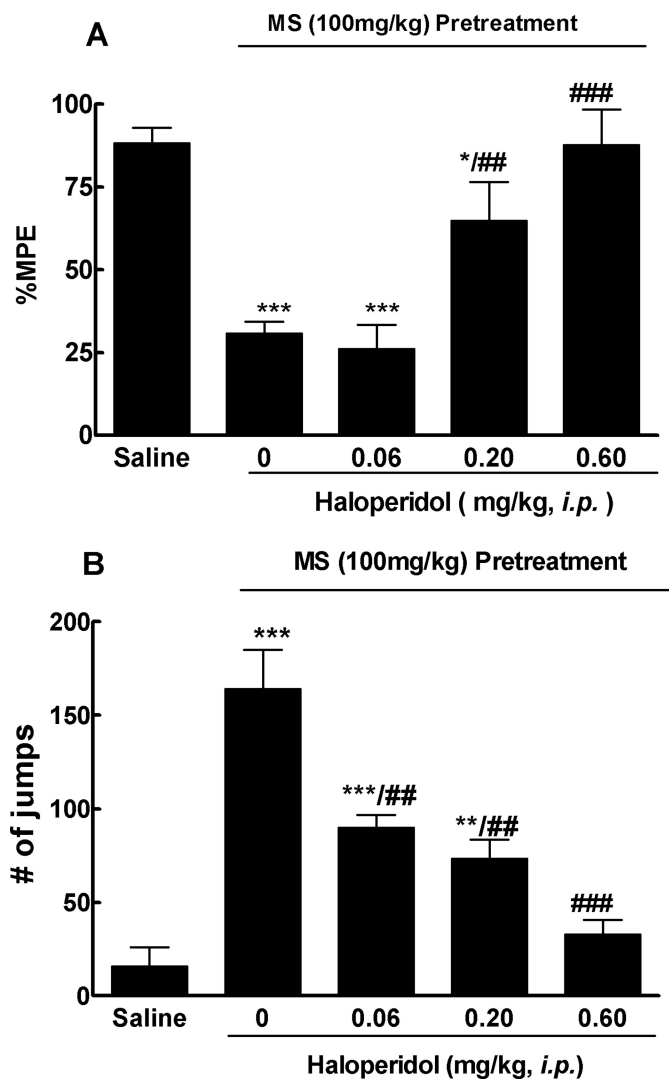 A
MS (100mg/kg) Pretreatment
100
75
50
25
0
%MPE
***
***
*/##
###
Saline
0
0.06
0.20
0.60
Haloperidol ( mg/kg, i.p. )
B
MS (100mg/kg) Pretreatment
200
150
100
50
0
# of jumps
***
***/##
**/##
###
Saline
0
0.06
0.20
0.60
Haloperidol (mg/kg, i.p.)